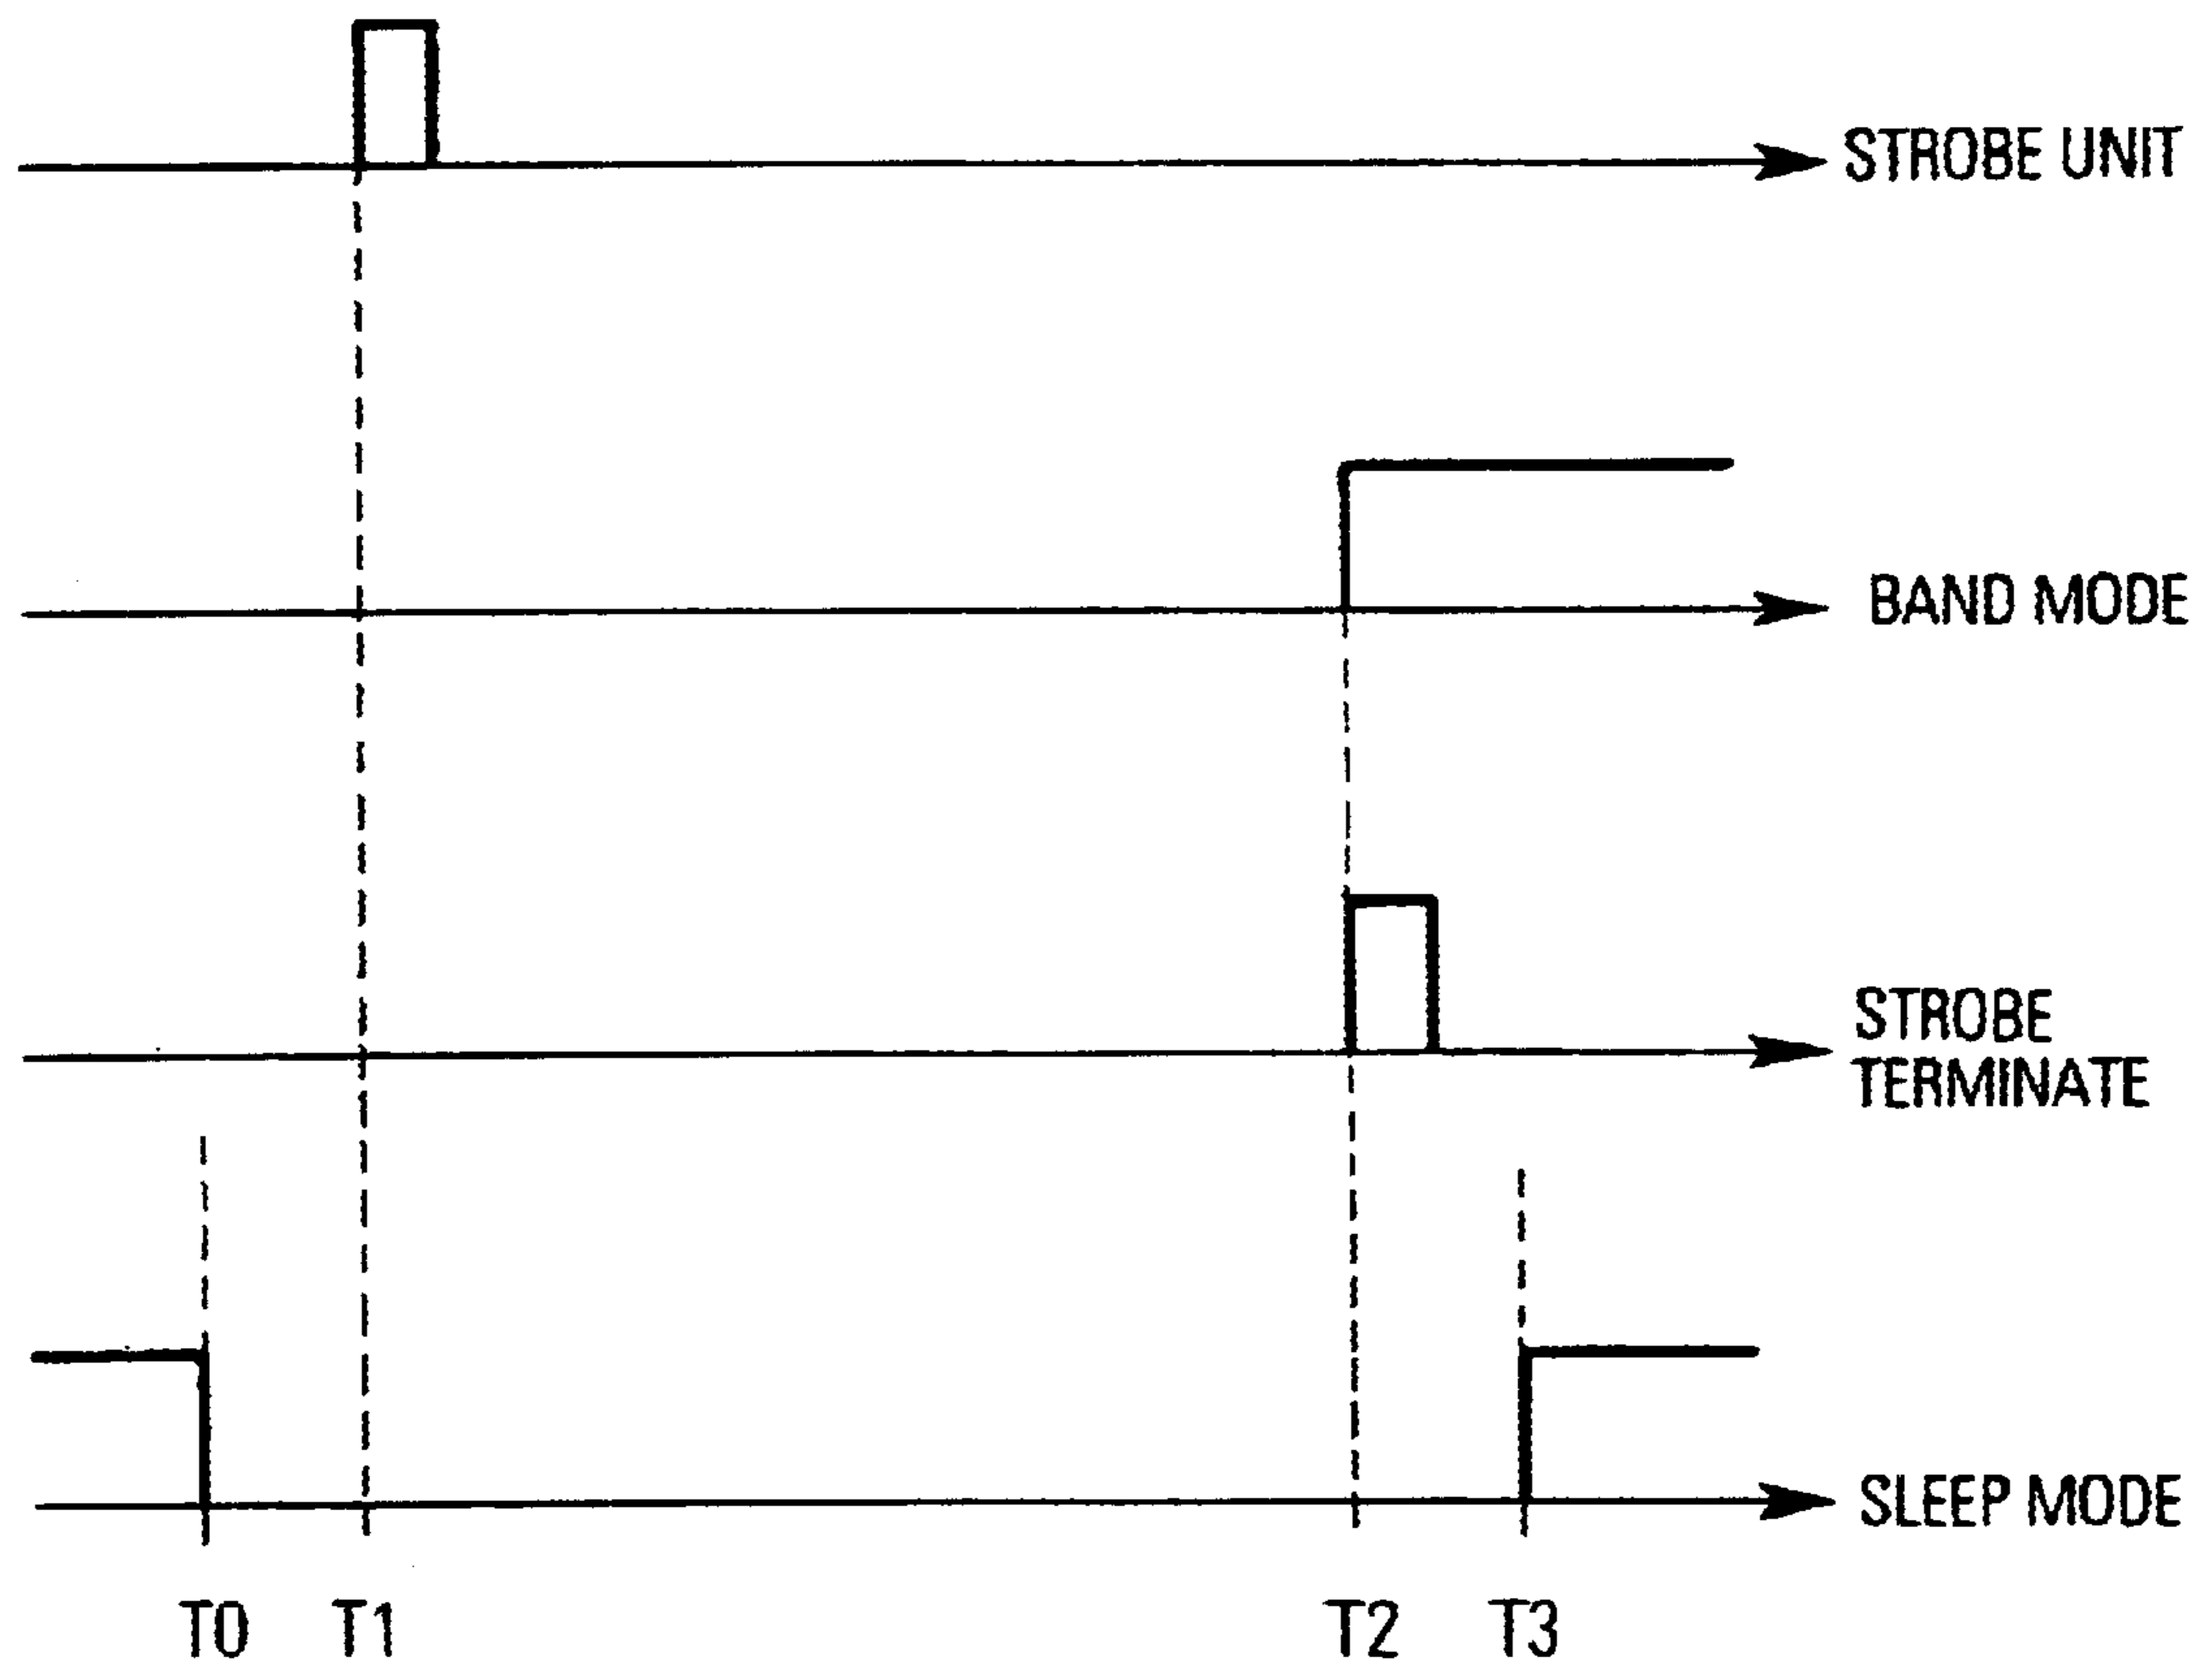 STROBE UNIT
BAND MODE
STROBE
TERMINATE
SLEEP MODE
T0 T1 T2 T3